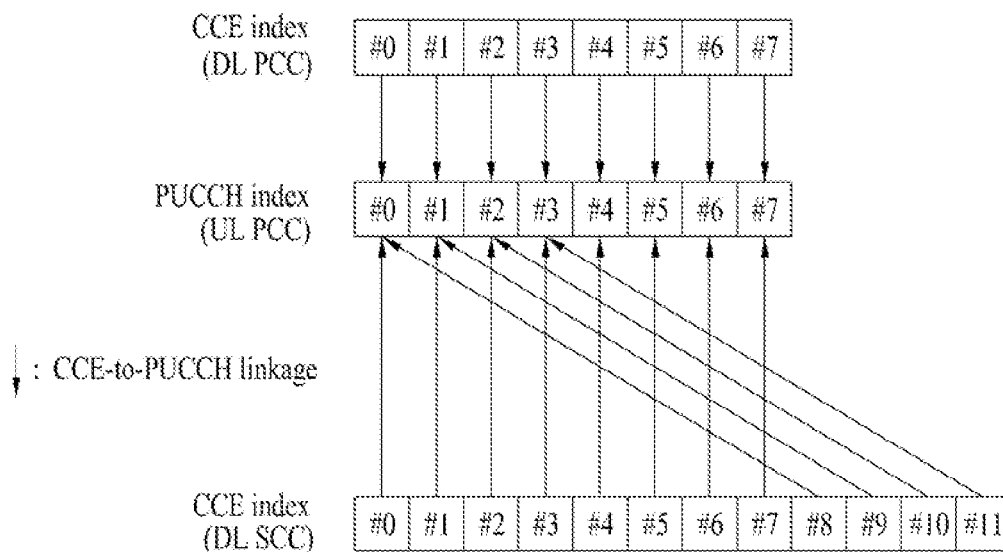 CCE index
(DL PCC)
#0 #1 #2 #3 #4 #5 #6 #7
PUCCH index
(UL PCC)
#0 #1 #2 #3 #4 #5 #6 #7
: CCE-to-PUCCH linkage
CCE index
(DL SCC)
#0 #1 #2 #3 #4 #5 #6 #7 #8 #9 #10 #11